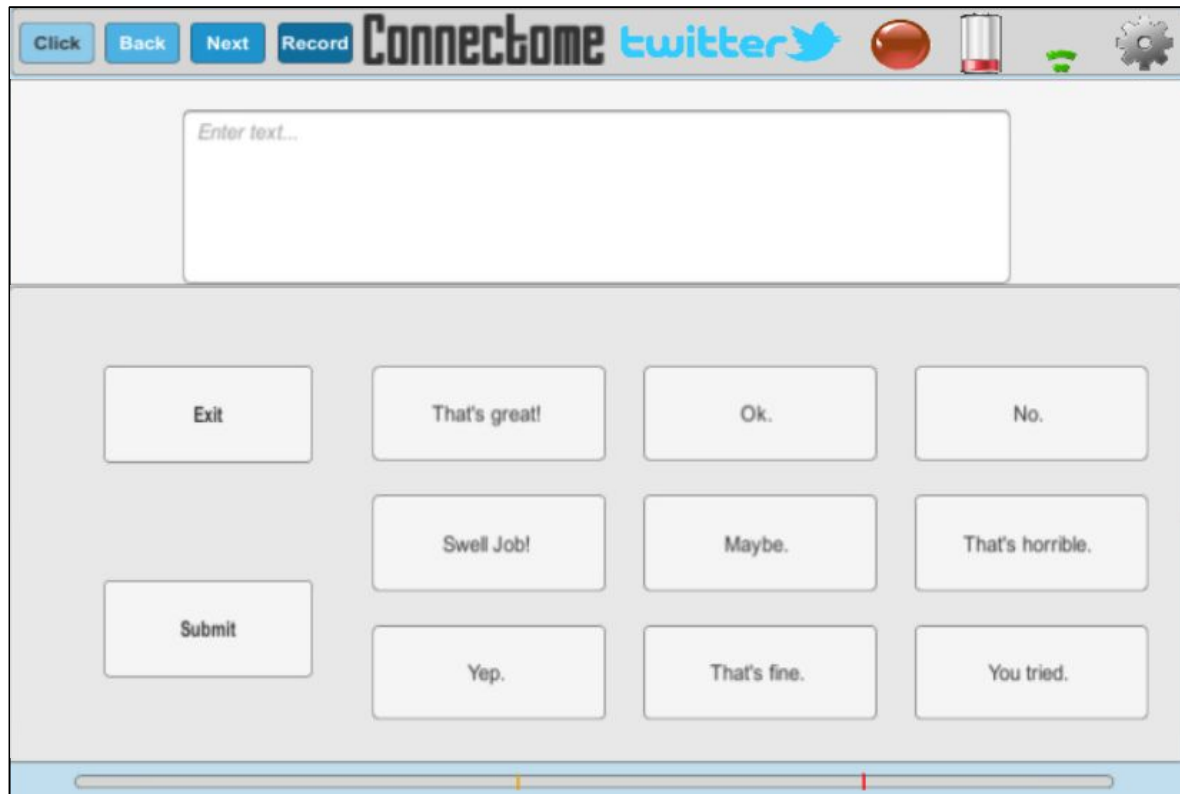 Click Back Next Record Connectome twitter
Enter text...
Exit That's great! Ok. No.
Swell Job! Maybe. That's horrible.
Submit
Yep. That's fine. You tried.